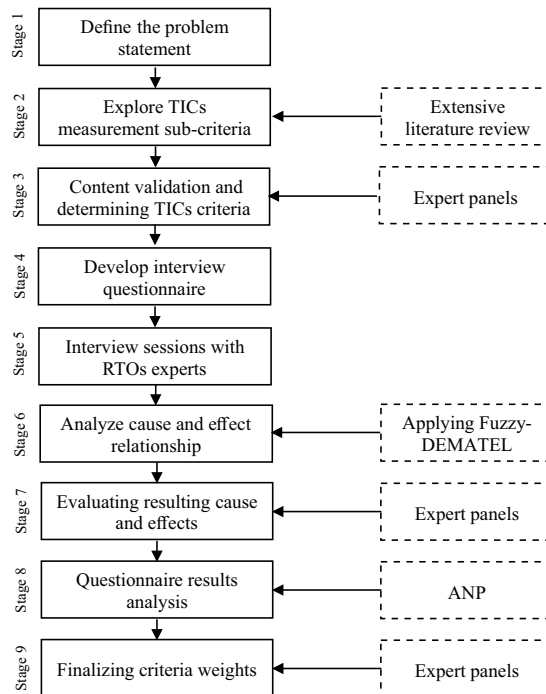 Stage 1
Define the problem
statement
Stage 2
Explore TICs
measurement sub-criteria
Extensive
literature review
Stage 3
Content validation and
determining TICs criteria
Expert panels
Stage 4
Develop interview
questionnaire
Stage 5
Interview sessions with
RTOs experts
Stage 6
Analyze cause and effect
relationship
Applying Fuzzy-
DEMATEL
Stage 7
Evaluating resulting cause
and effects
Expert panels
Stage 8
Questionnaire results
analysis
ANP
Stage 9
Finalizing criteria weights
Expert panels